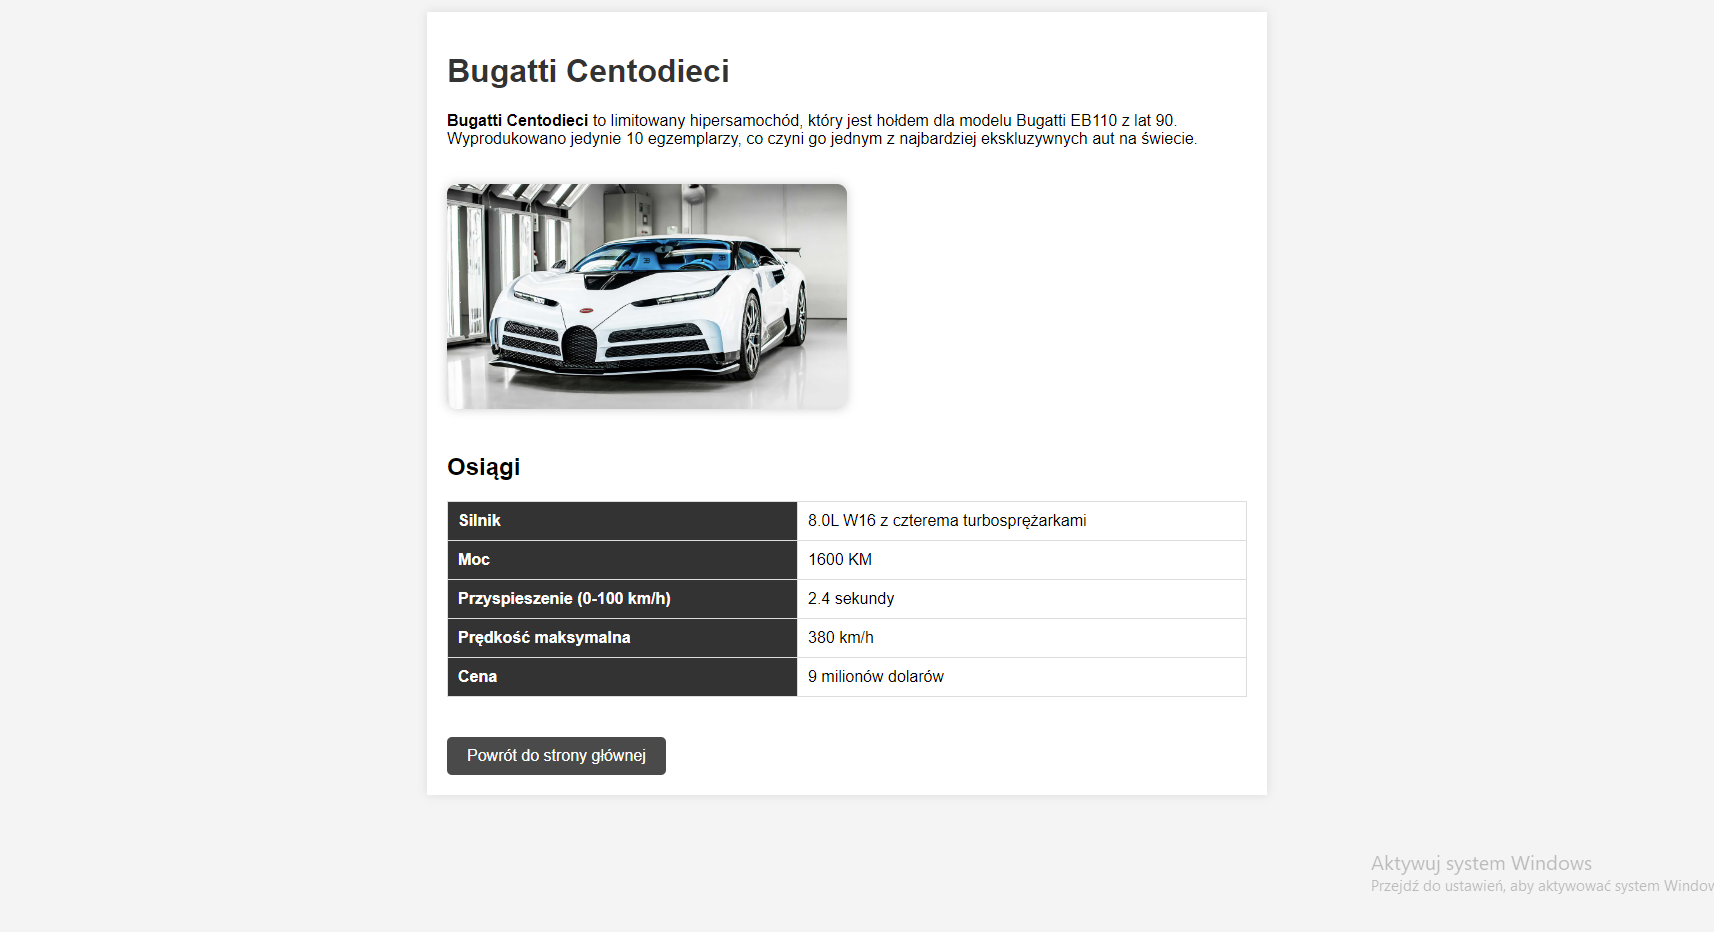 Bugatti Centodieci
Bugatti Centodieci to limitowany hipersamochód, który jest hołdem dla modelu Bugatti EB110 z lat 90.
Wyprodukowano jedynie 10 egzemplarzy, co czyni go jednym z najbardziej ekskluzywnych aut na świecie.
Osiągi
Silnik 8.0L W16 z czterema turbosprężarkami
Moc 1600 KM
Przyspieszenie (0-100 km/h) 2.4 sekundy
Prędkość maksymalna 380 km/h
Cena 9 milionów dolarów
Powrót do strony głównej
Aktywuj system Windows
Przejdź do ustawień, aby aktywować system Window